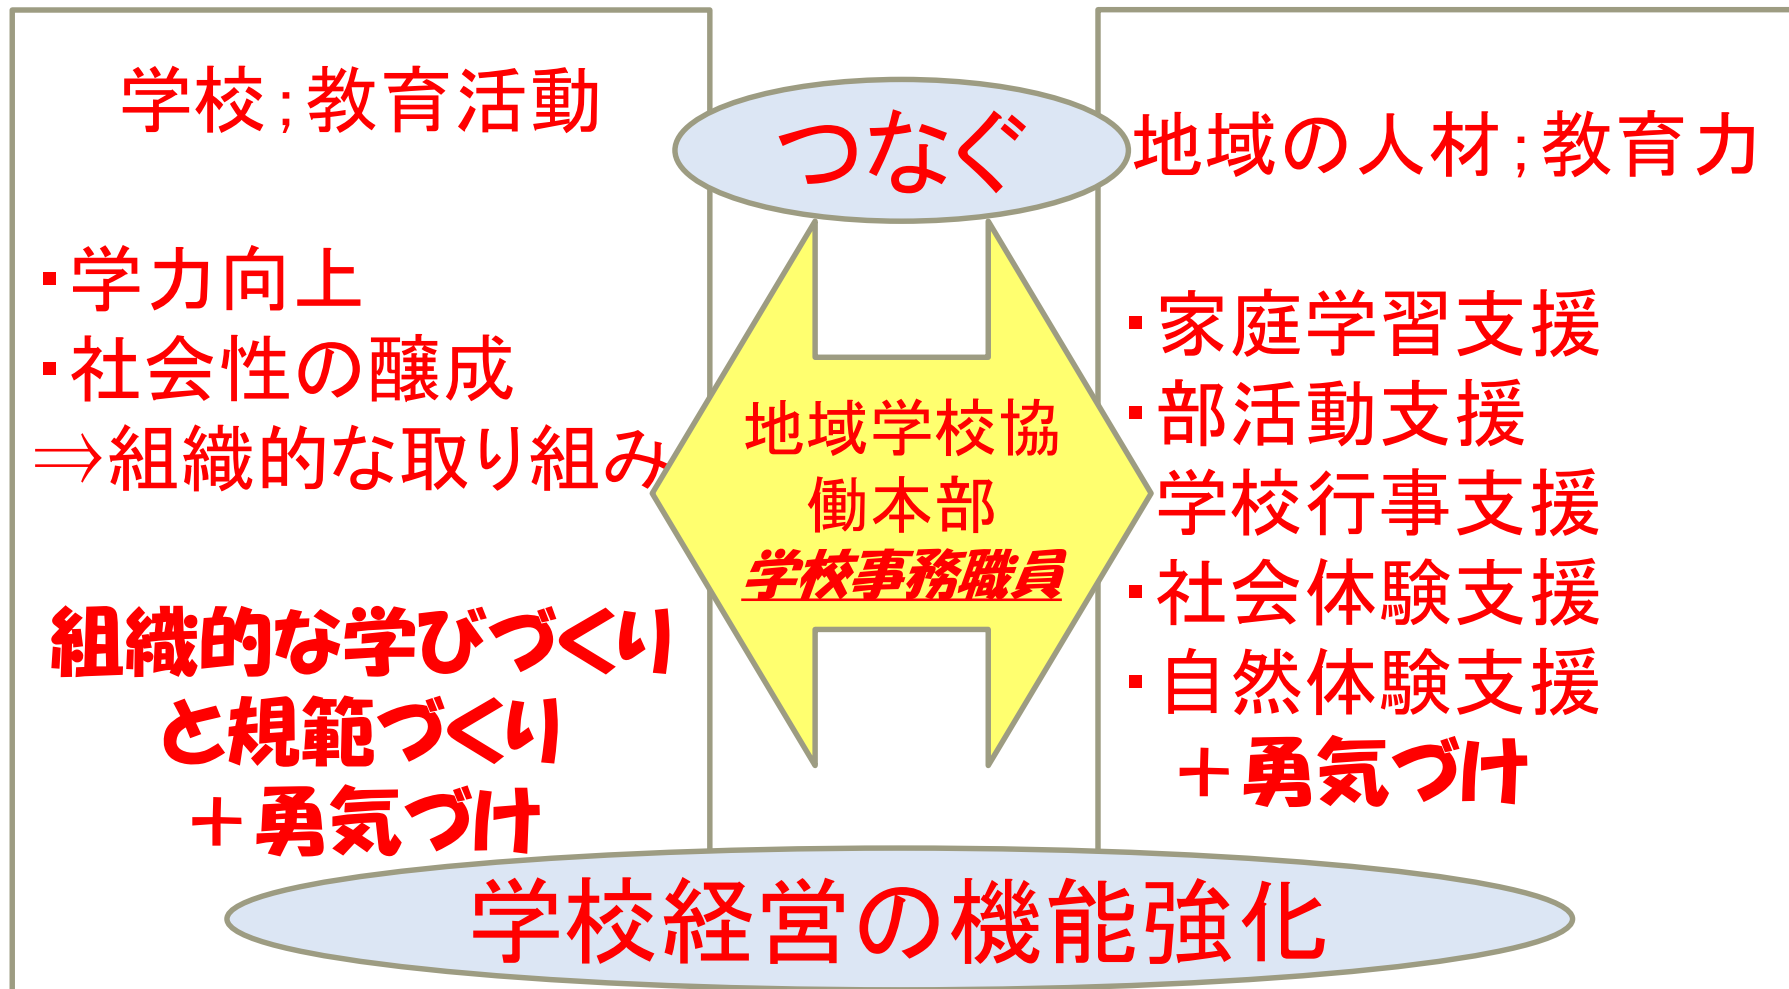 学校;教育活動
・学力向上
・社会性の醸成
⇒組織的な取り組み
組織的な学びづくり
と規範づくり
＋勇気づけ
つなぐ
地域学校協
働本部
学校事務職員
地域の人材;教育力
・家庭学習支援
・部活動支援
学校行事支援
・社会体験支援
・自然体験支援
＋勇気づけ
学校経営の機能強化